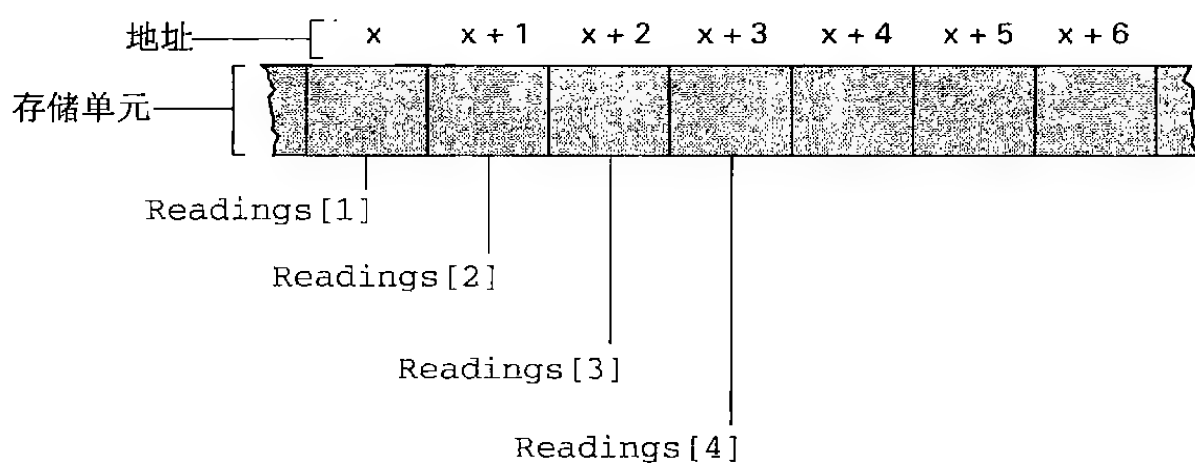 地址 x x + 1 x + 2 x + 3 x + 4 x + 5 x + 6
存储单元
Readings[1]
Readings[2]
Readings[3]
Readings[4]